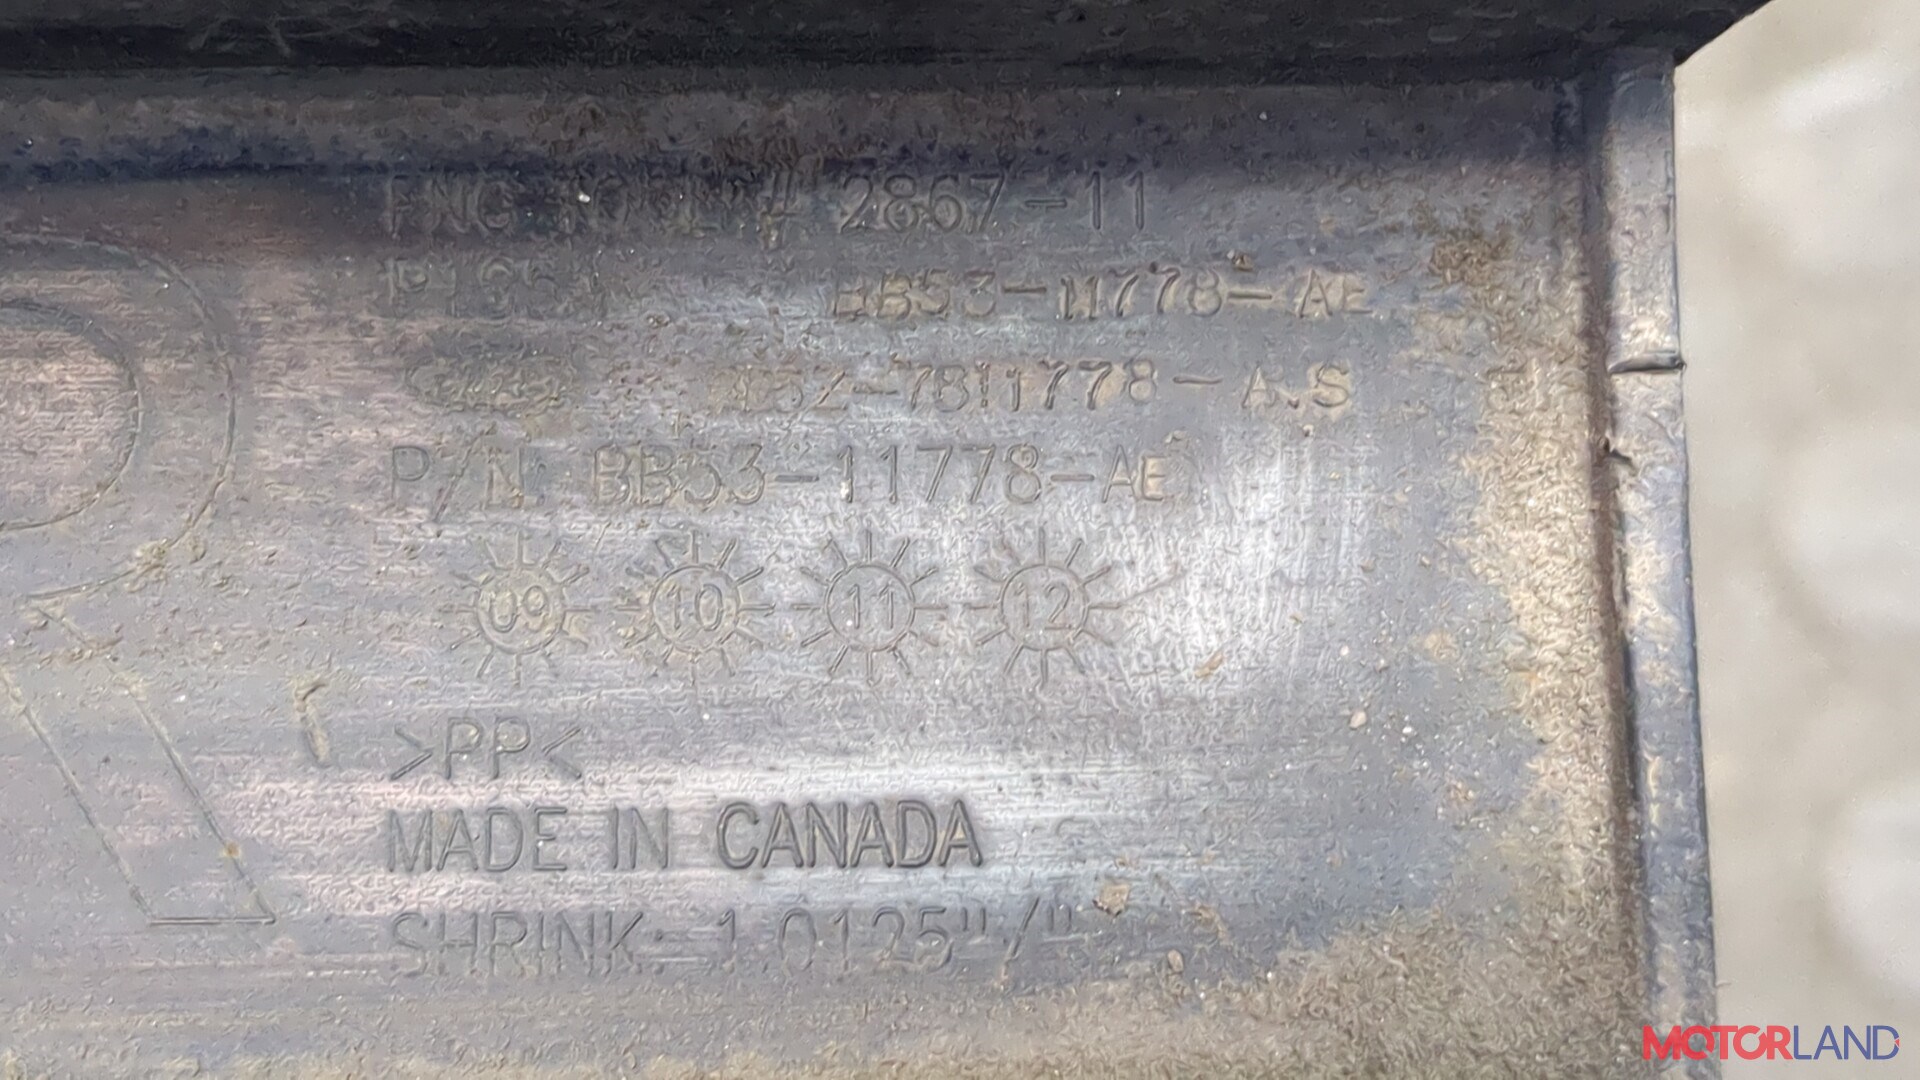 2867-11
BB53-11778-AE
P/N BB53-11778-AE
09 10 11 12
>PP<
MADE IN CANADA
SHRINK: 1.0125"/"
MOTORLAND